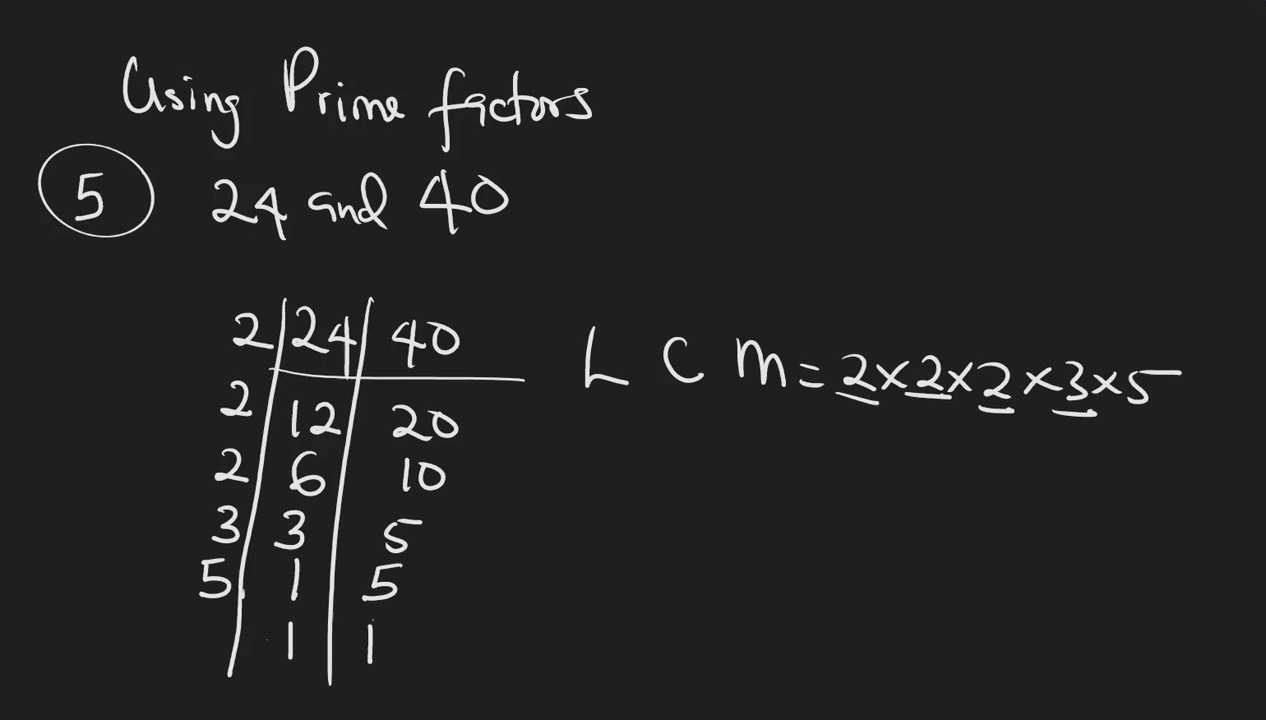 Using Prime factors
5 24 and 40
2 24 40
2 12 20
2 6 10
3 3 5
5 1 5
1 1
L C M = 2 × 2 × 2 × 3 × 5